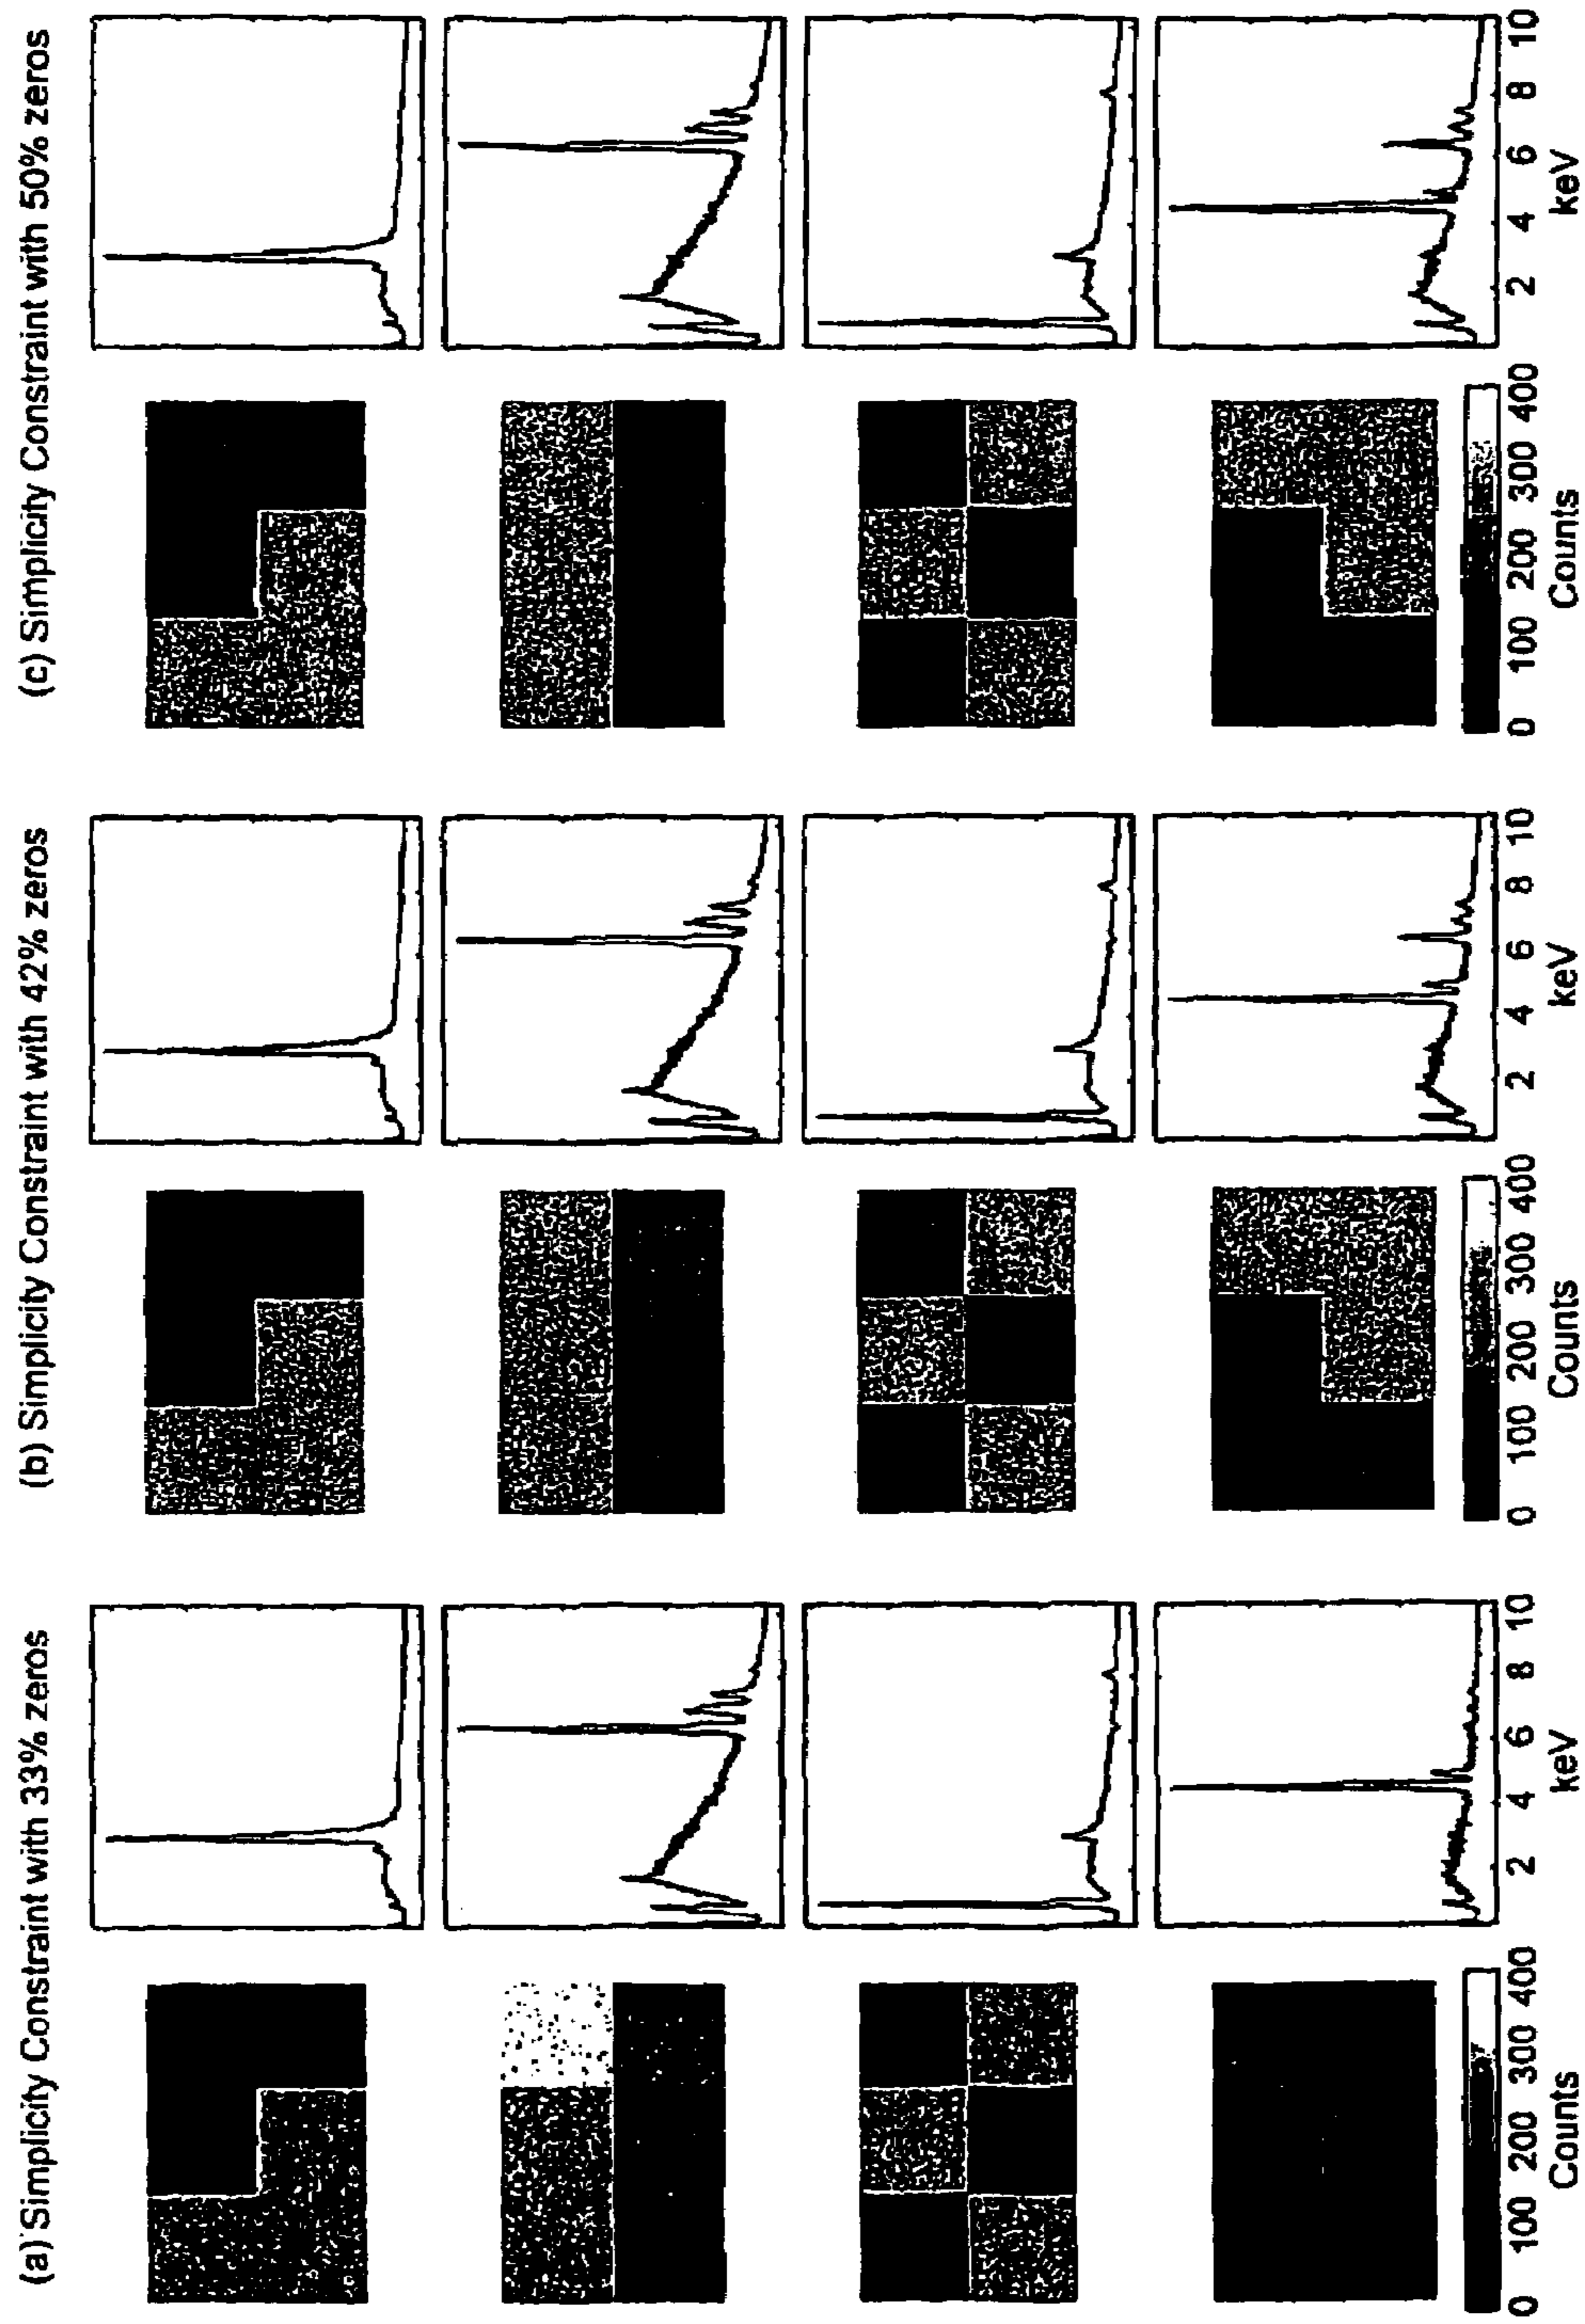 (a) Simplicity Constraint with 33% zeros
0 100 200 300 400
Counts
2 4 6 8 10
keV
(b) Simplicity Constraint with 42% zeros
0 100 200 300 400
Counts
2 4 6 8 10
keV
(c) Simplicity Constraint with 50% zeros
0 100 200 300 400
Counts
2 4 6 8 10
keV